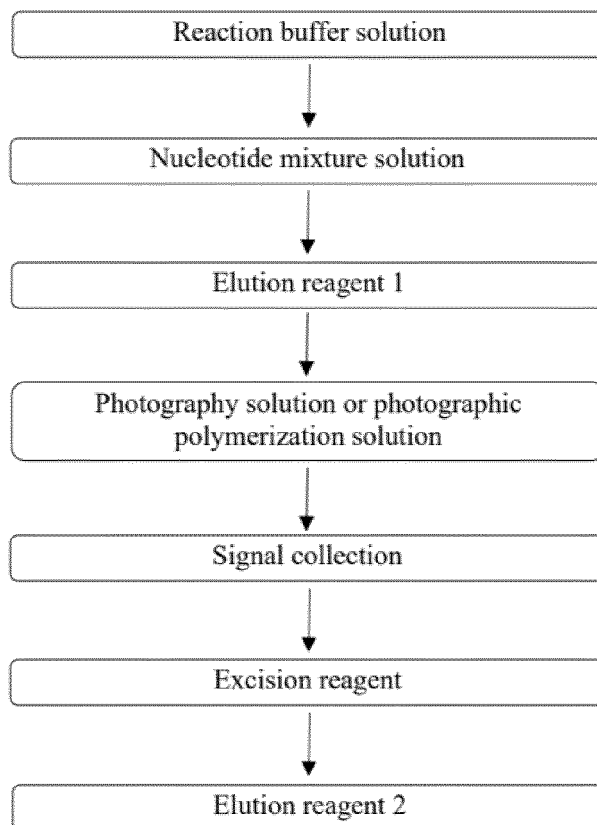 Reaction buffer solution
Nucleotide mixture solution
Elution reagent 1
Photography solution or photographic
polymerization solution
Signal collection
Excision reagent
Elution reagent 2